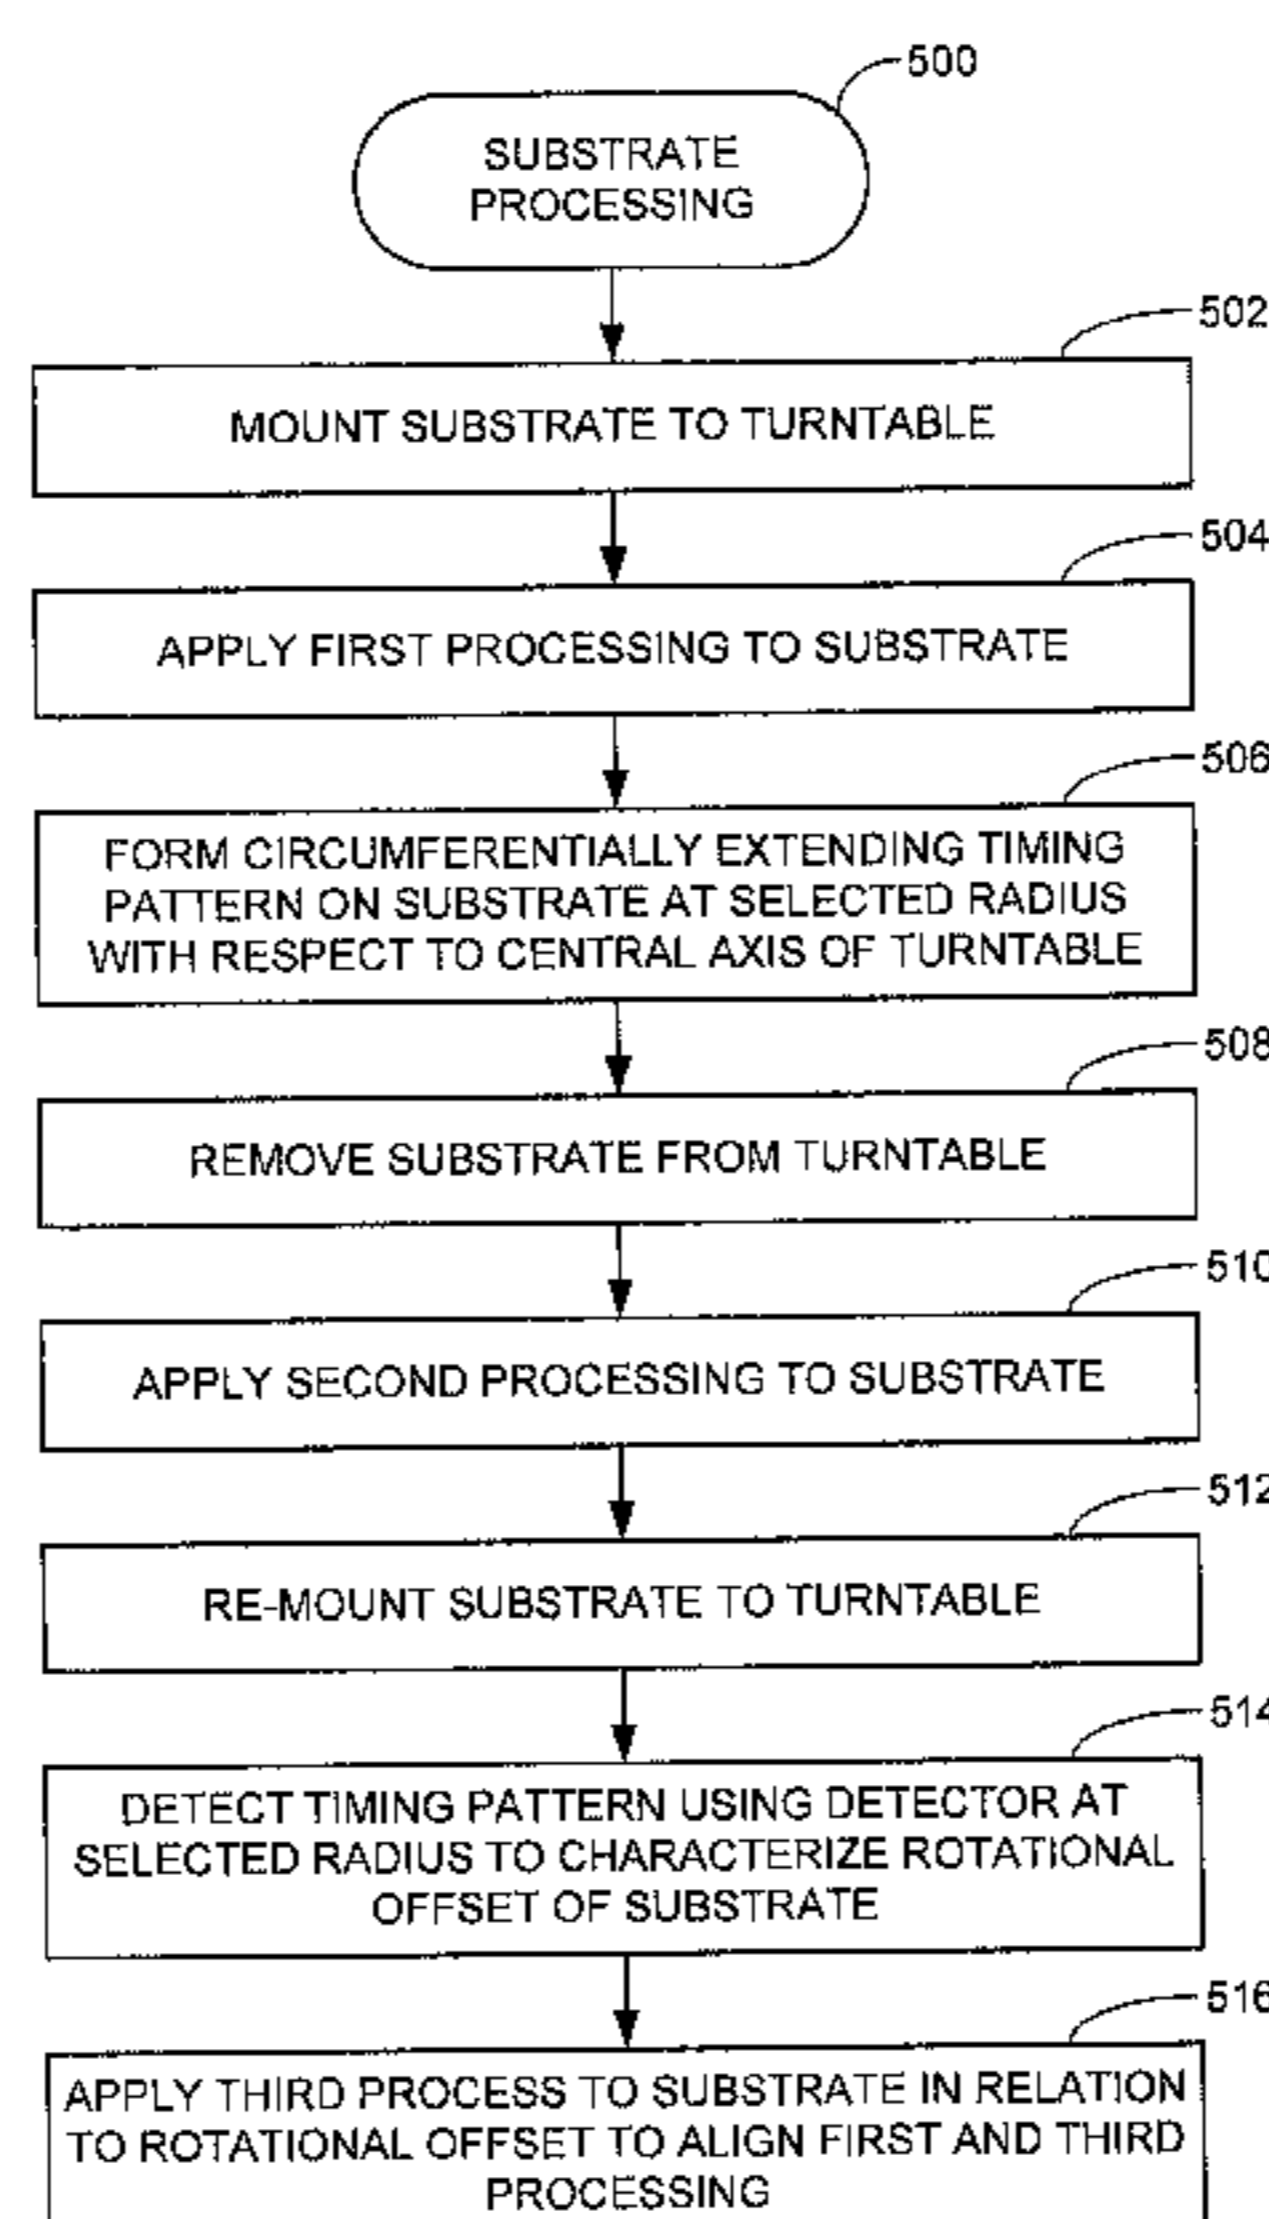 500
SUBSTRATE
PROCESSING
502
MOUNT SUBSTRATE TO TURNTABLE
504
APPLY FIRST PROCESSING TO SUBSTRATE
506
FORM CIRCUMFERENTIALLY EXTENDING TIMING
PATTERN ON SUBSTRATE AT SELECTED RADIUS
WITH RESPECT TO CENTRAL AXIS OF TURNTABLE
508
REMOVE SUBSTRATE FROM TURNTABLE
510
APPLY SECOND PROCESSING TO SUBSTRATE
512
RE-MOUNT SUBSTRATE TO TURNTABLE
514
DETECT TIMING PATTERN USING DETECTOR AT
SELECTED RADIUS TO CHARACTERIZE ROTATIONAL
OFFSET OF SUBSTRATE
516
APPLY THIRD PROCESS TO SUBSTRATE IN RELATION
TO ROTATIONAL OFFSET TO ALIGN FIRST AND THIRD
PROCESSING